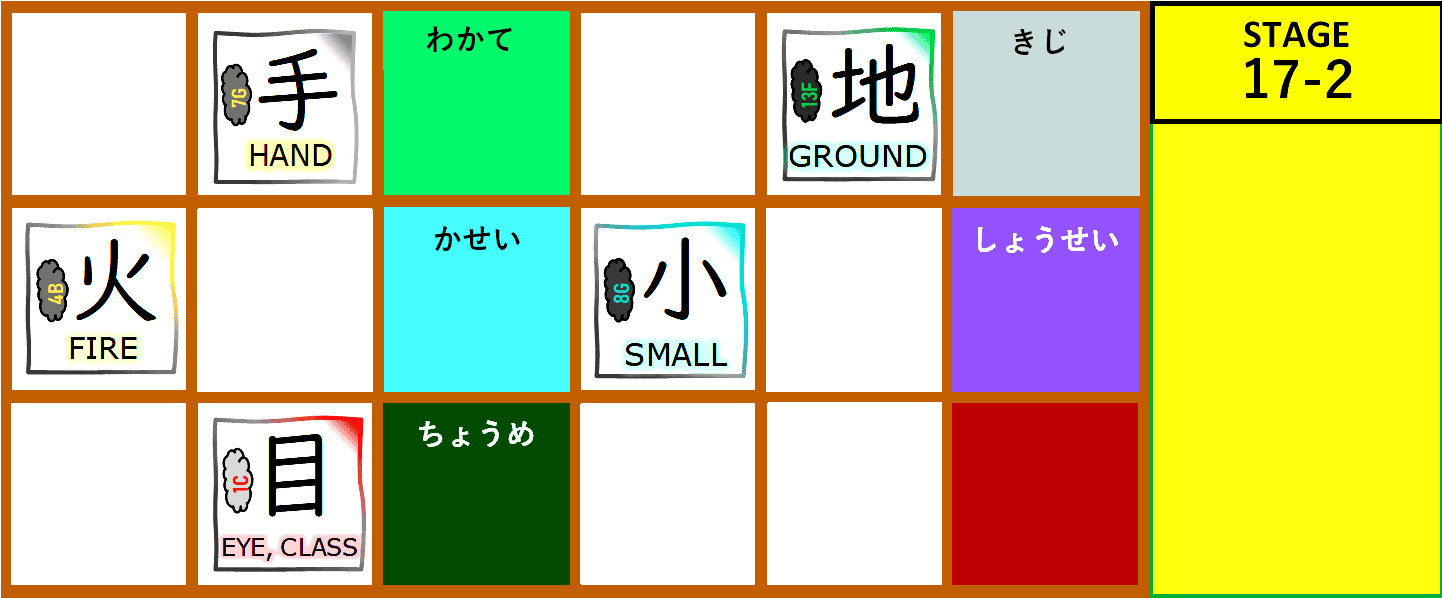 手
7G
HAND
わかて
地
13F
GROUND
きじ
STAGE
17-2
火
4B
FIRE
かせい
小
8G
SMALL
しょうせい
目
1C
EYE, CLASS
ちょうめ